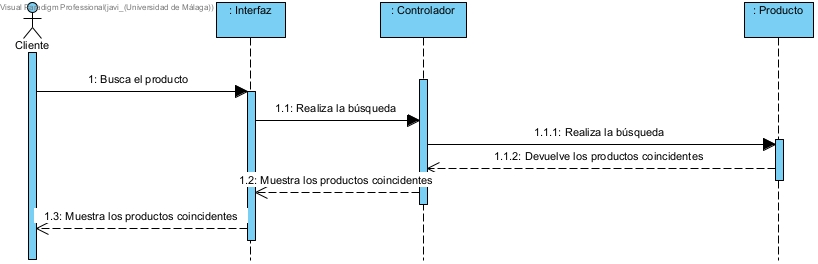 Visual Paradigm Professional(javi_(Universidad de Málaga))
: Interfaz
: Controlador
: Producto
Cliente
1: Busca el producto
1.1: Realiza la búsqueda
1.1.1: Realiza la búsqueda
1.1.2: Devuelve los productos coincidentes
1.2: Muestra los productos coincidentes
1.3: Muestra los productos coincidentes